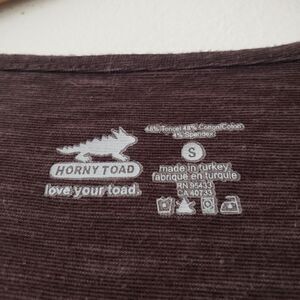 HORNY TOAD
love your toad.
48% Tencel 48% Cotton/Coton
4% Spandex
S
made in turkey
fabriqué en turquie
RN 95433
CA 40733